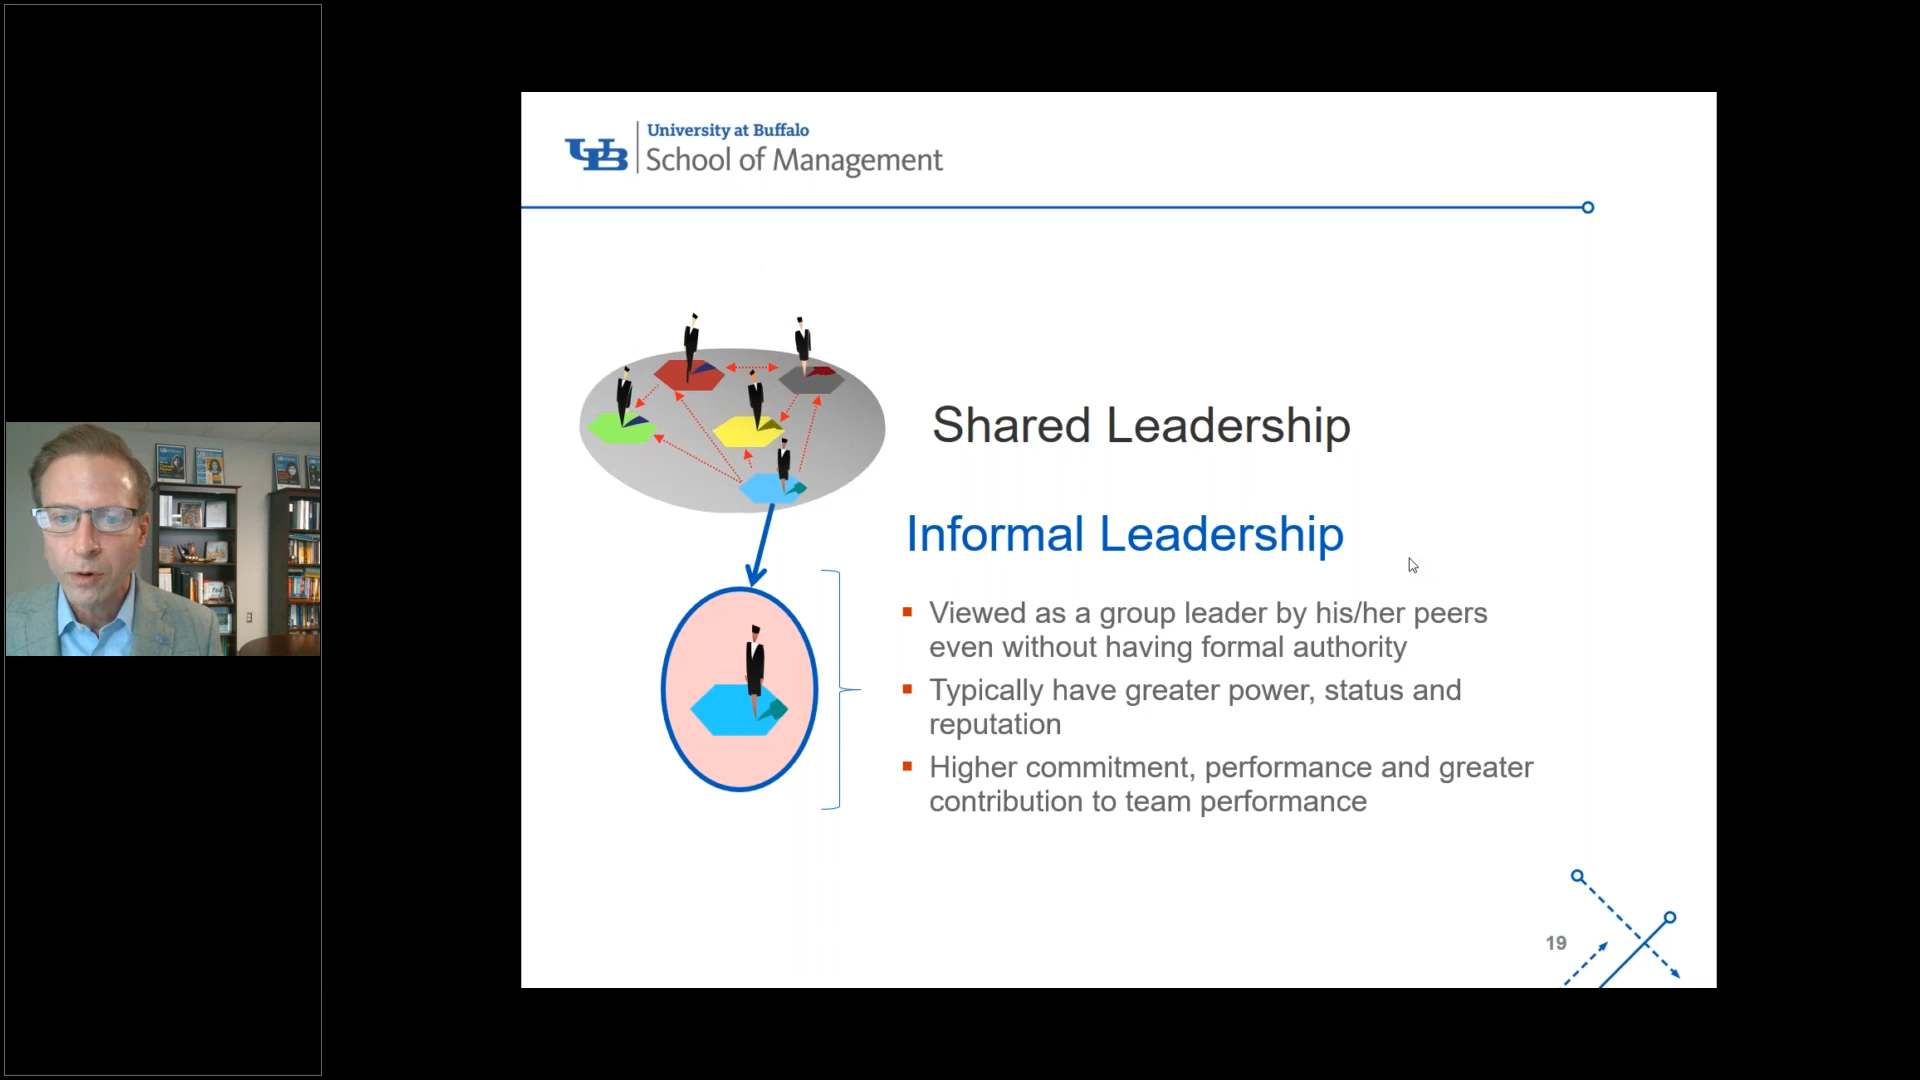 UB
University at Buffalo
School of Management
Shared Leadership
Informal Leadership
▪ Viewed as a group leader by his/her peers
even without having formal authority
▪ Typically have greater power, status and
reputation
▪ Higher commitment, performance and greater
contribution to team performance
19